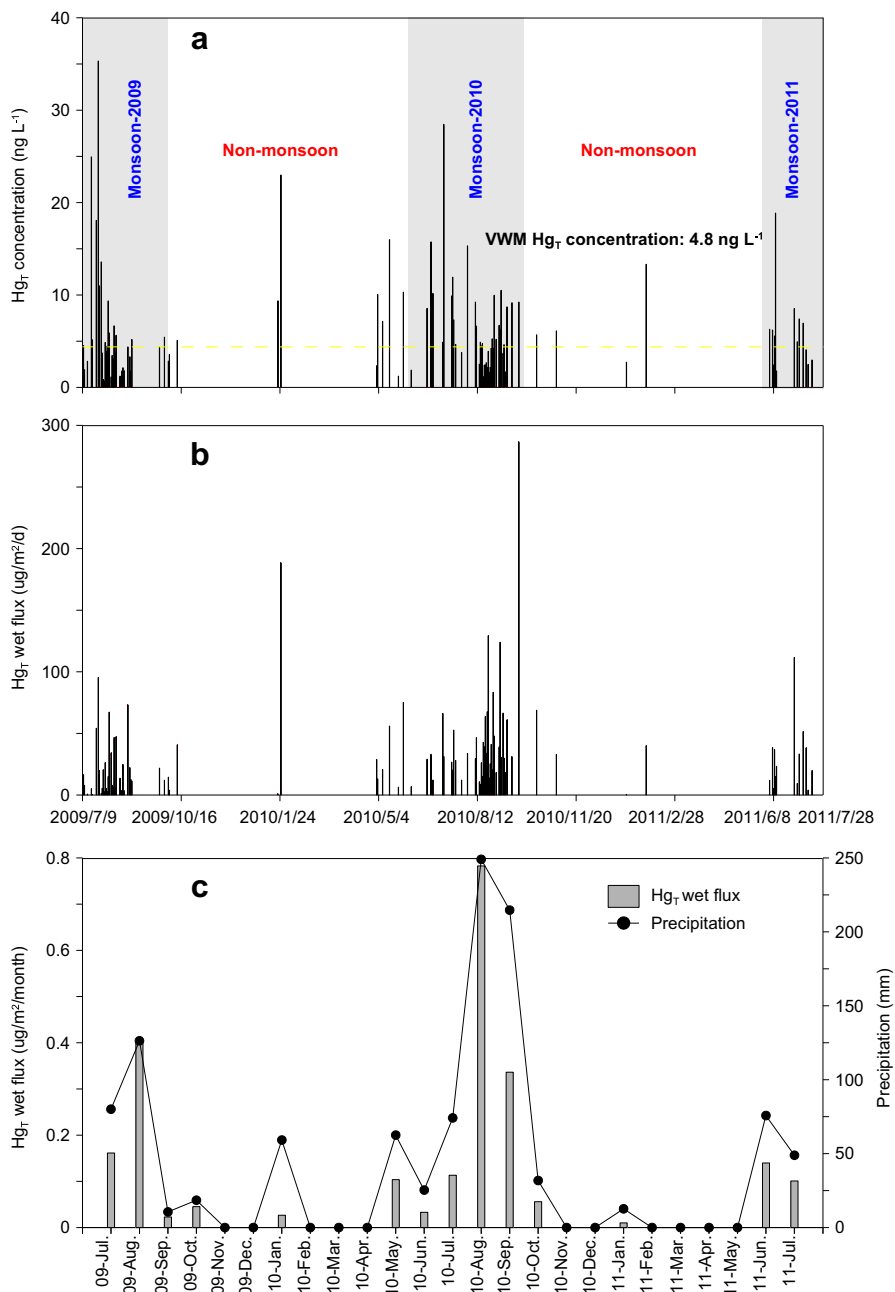 a
40
30
20
10
0
Hg_T concentration (ng L⁻¹)
Monsoon-2009
Non-monsoon
Monsoon-2010
Non-monsoon
Monsoon-2011
VWM Hg_T concentration: 4.8 ng L⁻¹
b
300
200
100
0
Hg_T wet flux (ug/m²/d)
2009/7/9 2009/10/16 2010/1/24 2010/5/4 2010/8/12 2010/11/20 2011/2/28 2011/6/8 2011/7/28
c
0.8
0.6
0.4
0.2
0
Hg_T wet flux (ug/m²/month)
Hg_T wet flux
Precipitation
250
200
150
100
50
0
Precipitation (mm)
09-Jul. 09-Aug. 09-Sep. 09-Oct. 09-Nov. 09-Dec. 10-Jan. 10-Feb. 10-Mar. 10-Apr. 10-May. 10-Jun. 10-Jul. 10-Aug. 10-Sep. 10-Oct. 10-Nov. 10-Dec. 11-Jan. 11-Feb. 11-Mar. 11-Apr. 11-May. 11-Jun. 11-Jul.